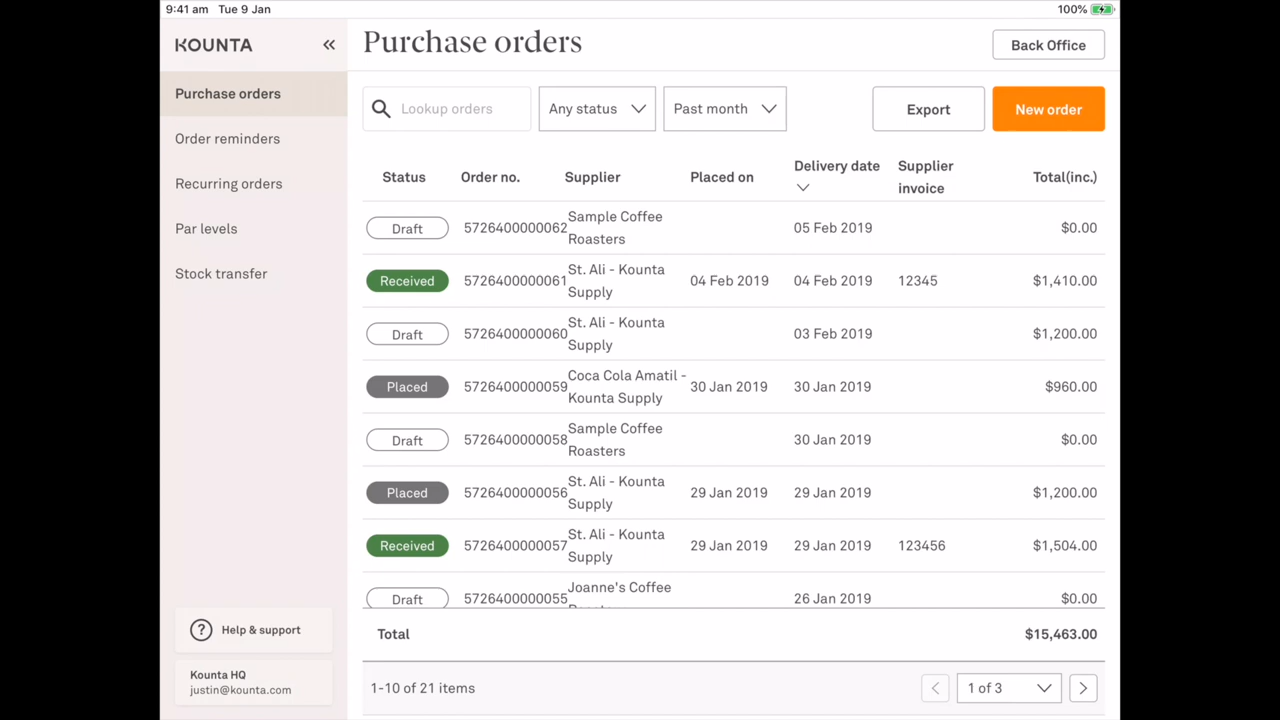 9:41 am Tue 9 Jan
100%
KOUNTA
Purchase orders
Order reminders
Recurring orders
Par levels
Stock transfer
Help & support
Kounta HQ
justin@kounta.com
Purchase orders
Back Office
Lookup orders
Any status
Past month
Export
New order
Status Order no. Supplier Placed on Delivery date Supplier invoice Total(inc.)
Draft 5726400000062 Sample Coffee Roasters 05 Feb 2019 $0.00
Received 5726400000061 St. Ali - Kounta Supply 04 Feb 2019 04 Feb 2019 12345 $1,410.00
Draft 5726400000060 St. Ali - Kounta Supply 03 Feb 2019 $1,200.00
Placed 5726400000059 Coca Cola Amatil - Kounta Supply 30 Jan 2019 30 Jan 2019 $960.00
Draft 5726400000058 Sample Coffee Roasters 30 Jan 2019 $0.00
Placed 5726400000056 St. Ali - Kounta Supply 29 Jan 2019 29 Jan 2019 $1,200.00
Received 5726400000057 St. Ali - Kounta Supply 29 Jan 2019 29 Jan 2019 123456 $1,504.00
Draft 5726400000055 Joanne's Coffee 26 Jan 2019 $0.00
Total $15,463.00
1-10 of 21 items
1 of 3